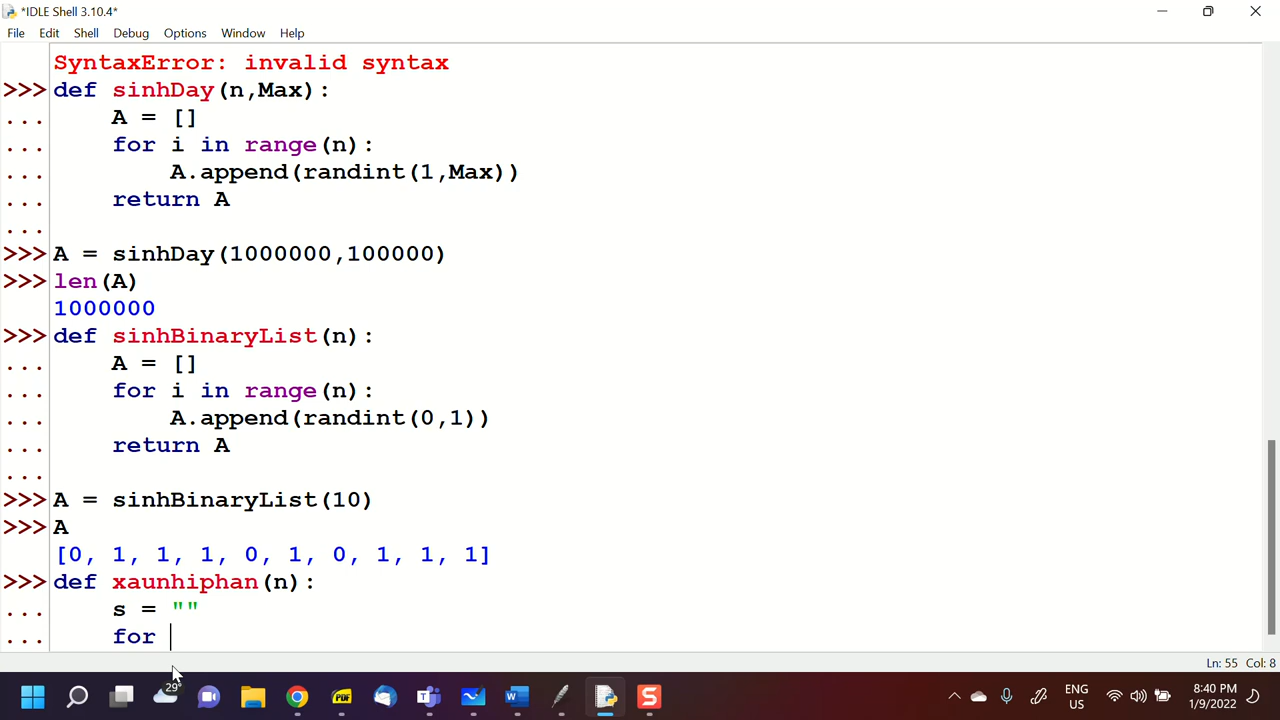 *IDLE Shell 3.10.4*
File Edit Shell Debug Options Window Help
SyntaxError: invalid syntax
>>> def sinhDay(n,Max):
...     A = []
...     for i in range(n):
...         A.append(randint(1,Max))
...     return A
...
>>> A = sinhDay(1000000,100000)
>>> len(A)
1000000
>>> def sinhBinaryList(n):
...     A = []
...     for i in range(n):
...         A.append(randint(0,1))
...     return A
...
>>> A = sinhBinaryList(10)
>>> A
[0, 1, 1, 1, 0, 1, 0, 1, 1, 1]
>>> def xaunhiphan(n):
...     s = ""
...     for
Ln: 55 Col: 8
29°
PDF
ENG
US
8:40 PM
1/9/2022